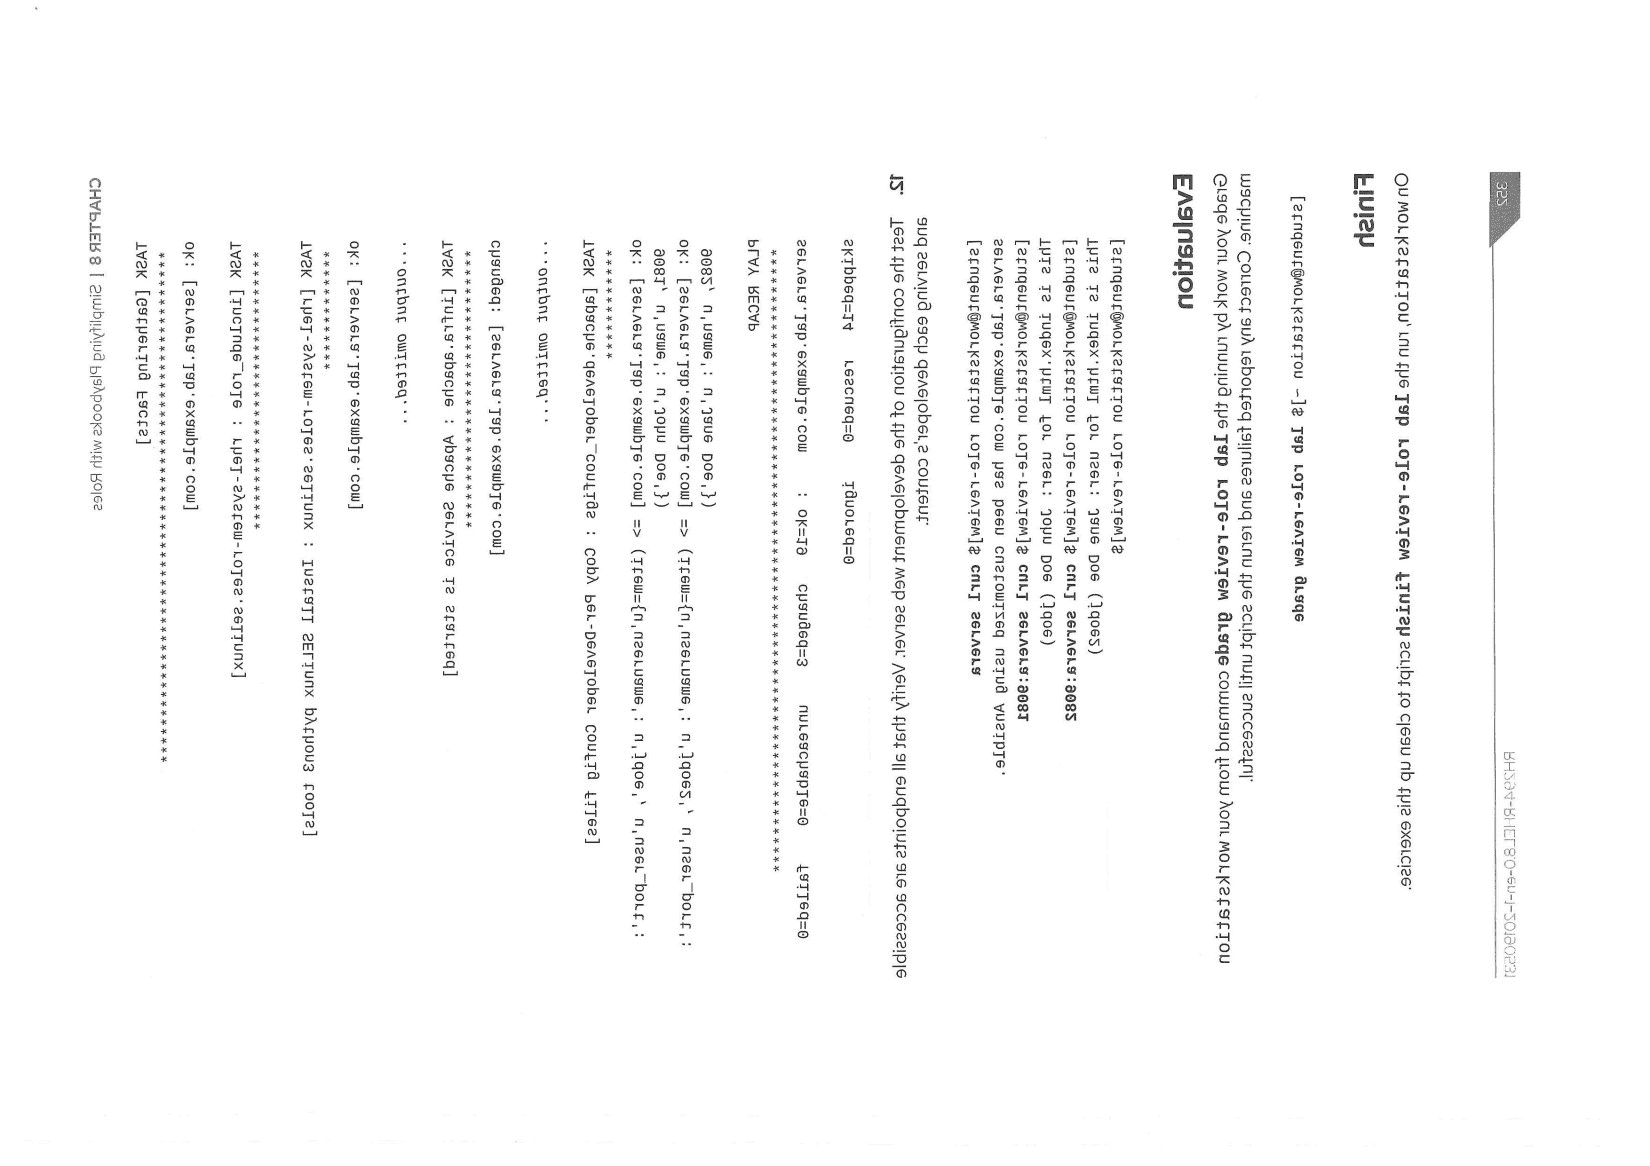 CHAPTER 8 | Simplifying Playbooks with Roles
TASK [Gathering Facts]
*****************************************************
ok: [servera.lab.example.com]
TASK [include_role : rhel-system-roles.selinux]
*****************************
ok: [servera.lab.example.com]
TASK [rhel-system-roles.selinux : Install SELinux python3 tools]
************
...output omitted...
TASK [infra.apache : Apache service is started]
*****************************
changed: [servera.lab.example.com]
...output omitted...
TASK [apache.developer_configs : Copy Per-Developer Config files]
***********
ok: [servera.lab.example.com] => (item={u'username': u'jdoe', u'user_port':
9081, u'name': u'John Doe'})
ok: [servera.lab.example.com] => (item={u'username': u'jdoe2', u'user_port':
9082, u'name': u'Jane Doe'})
PLAY RECAP
*****************************************************************
servera.lab.example.com : ok=19 changed=3 unreachable=0 failed=0
skipped=14 rescued=0 ignored=0
12. Test the configuration of the development web server. Verify that all endpoints are accessible
and serving each developer's content.
[student@workstation role-review]$ curl servera
servera.lab.example.com has been customized using Ansible.
[student@workstation role-review]$ curl servera:9081
This is index.html for user: John Doe (jdoe)
[student@workstation role-review]$ curl servera:9082
This is index.html for user: Jane Doe (jdoe2)
[student@workstation role-review]$
Evaluation
Grade your work by running the lab role-review grade command from your workstation
machine. Correct any reported failures and rerun the script until successful.
[student@workstation ~]$ lab role-review grade
Finish
On workstation, run the lab role-review finish script to clean up this exercise.
352
RH294-RHEL8.0-en-1-20190531